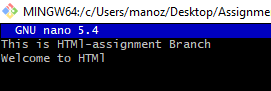 MINGW64:/c/Users/manoz/Desktop/Assignme
GNU nano 5.4
This is HTMl-assignment Branch
Welcome to HTMl